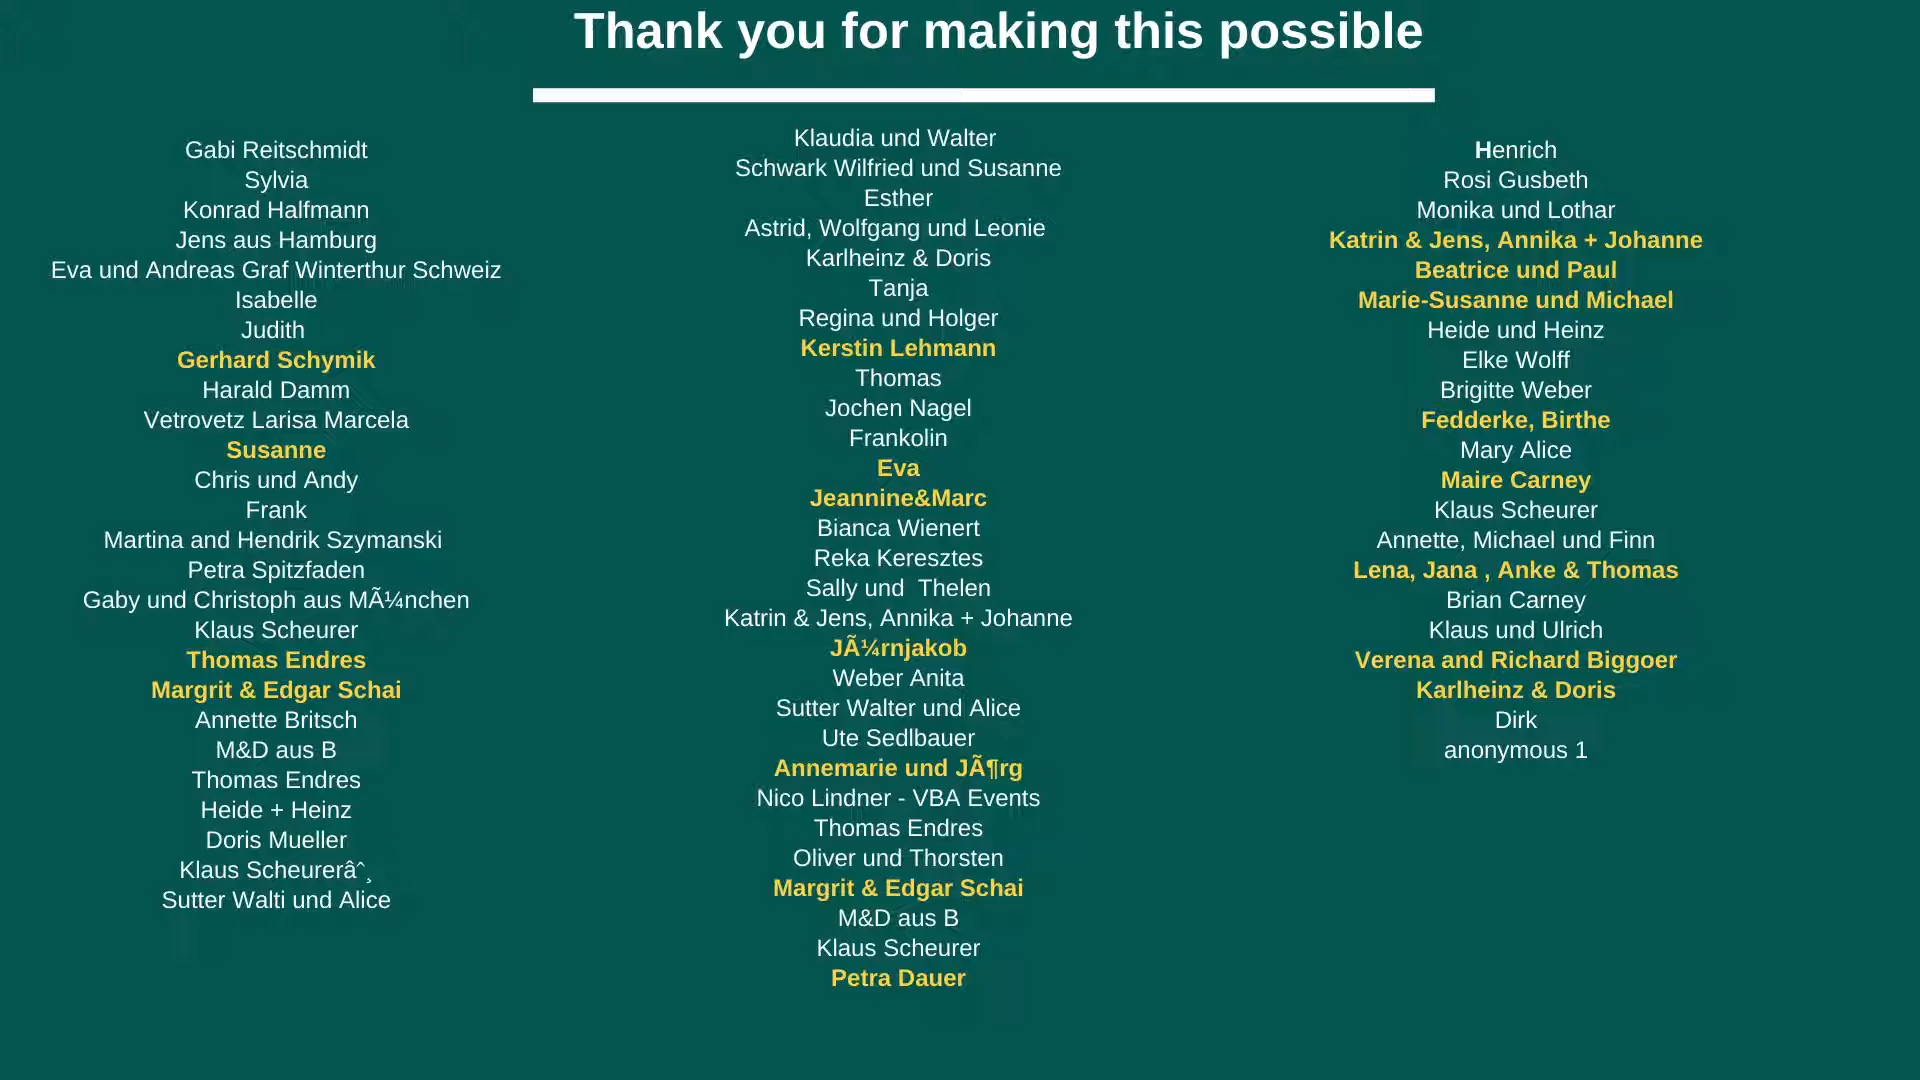 Thank you for making this possible
Gabi Reitschmidt
Sylvia
Konrad Halfmann
Jens aus Hamburg
Eva und Andreas Graf Winterthur Schweiz
Isabelle
Judith
Gerhard Schymik
Harald Damm
Vetrovetz Larisa Marcela
Susanne
Chris und Andy
Frank
Martina and Hendrik Szymanski
Petra Spitzfaden
Gaby und Christoph aus MÃ¼nchen
Klaus Scheurer
Thomas Endres
Margrit & Edgar Schai
Annette Britsch
M&D aus B
Thomas Endres
Heide + Heinz
Doris Mueller
Klaus Scheurerâˆ¸
Sutter Walti und Alice
Klaudia und Walter
Schwark Wilfried und Susanne
Esther
Astrid, Wolfgang und Leonie
Karlheinz & Doris
Tanja
Regina und Holger
Kerstin Lehmann
Thomas
Jochen Nagel
Frankolin
Eva
Jeannine&Marc
Bianca Wienert
Reka Keresztes
Sally und  Thelen
Katrin & Jens, Annika + Johanne
JÃ¼rnjakob
Weber Anita
Sutter Walter und Alice
Ute Sedlbauer
Annemarie und JÃ¶rg
Nico Lindner - VBA Events
Thomas Endres
Oliver und Thorsten
Margrit & Edgar Schai
M&D aus B
Klaus Scheurer
Petra Dauer
Henrich
Rosi Gusbeth
Monika und Lothar
Katrin & Jens, Annika + Johanne
Beatrice und Paul
Marie-Susanne und Michael
Heide und Heinz
Elke Wolff
Brigitte Weber
Fedderke, Birthe
Mary Alice
Maire Carney
Klaus Scheurer
Annette, Michael und Finn
Lena, Jana , Anke & Thomas
Brian Carney
Klaus und Ulrich
Verena and Richard Biggoer
Karlheinz & Doris
Dirk
anonymous 1